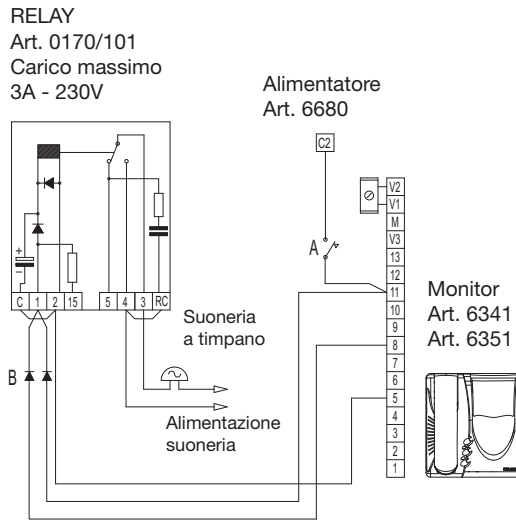 RELAY
Art. 0170/101
Carico massimo
3A - 230V
Alimentatore
Art. 6680
C2
V2
V1
M
V3
13
12
11
10
9
8
7
6
5
4
3
2
1
A
Monitor
Art. 6341
Art. 6351
+
−
C 1 2 15 5 4 3 RC
Suoneria
a timpano
B
Alimentazione
suoneria